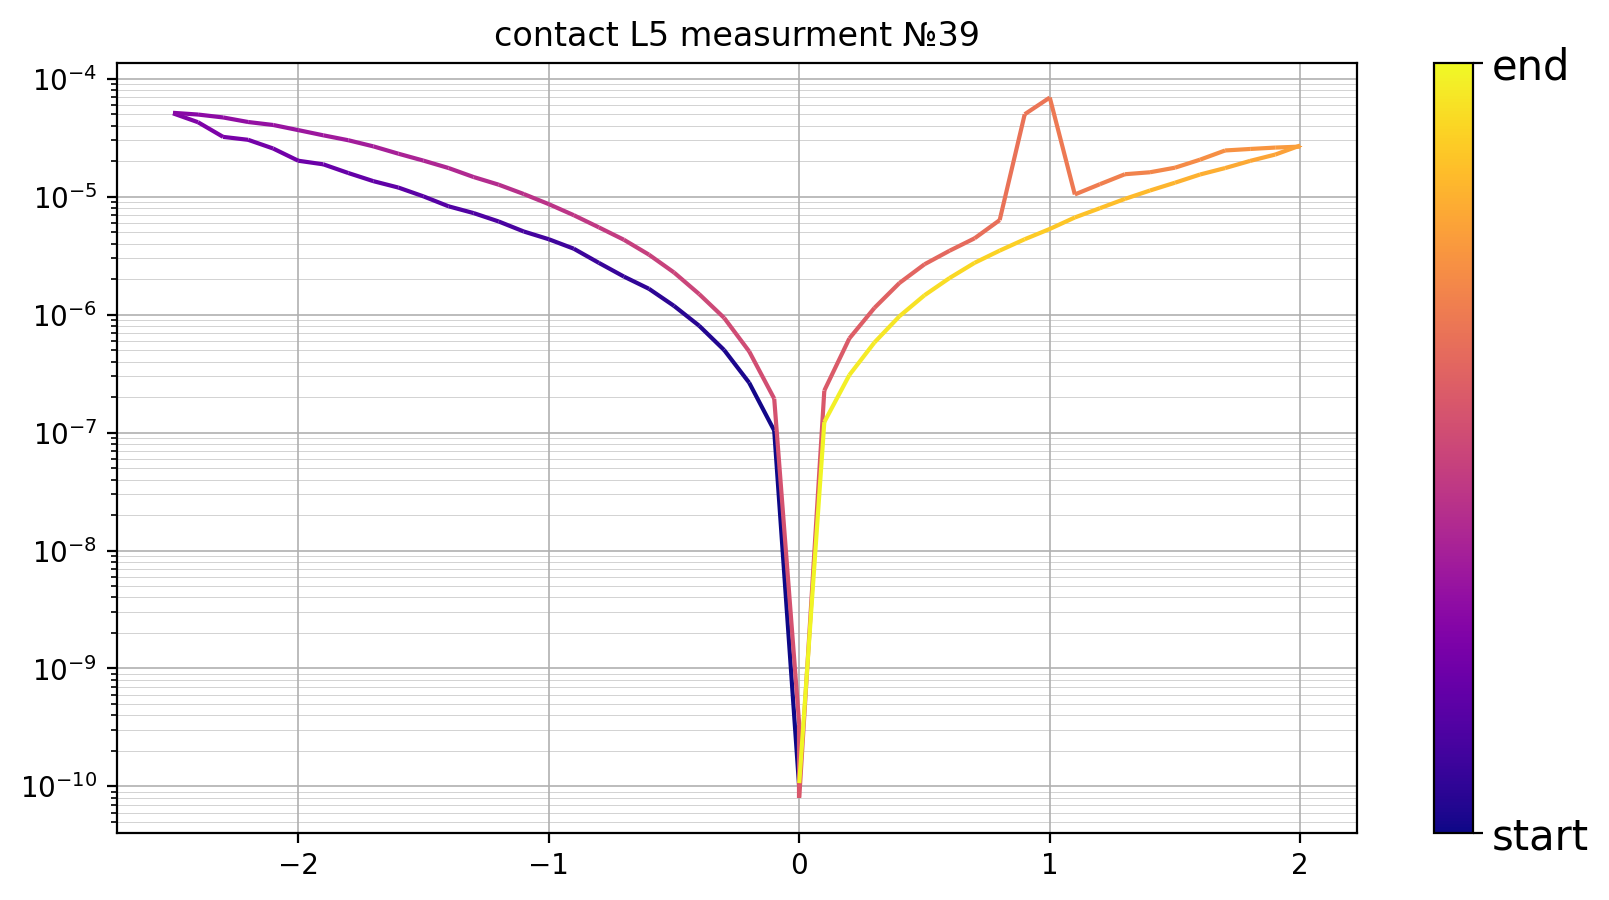 contact L5 measurment №39
10⁻⁴
10⁻⁵
10⁻⁶
10⁻⁷
10⁻⁸
10⁻⁹
10⁻¹⁰
−2 −1 0 1 2
end
start